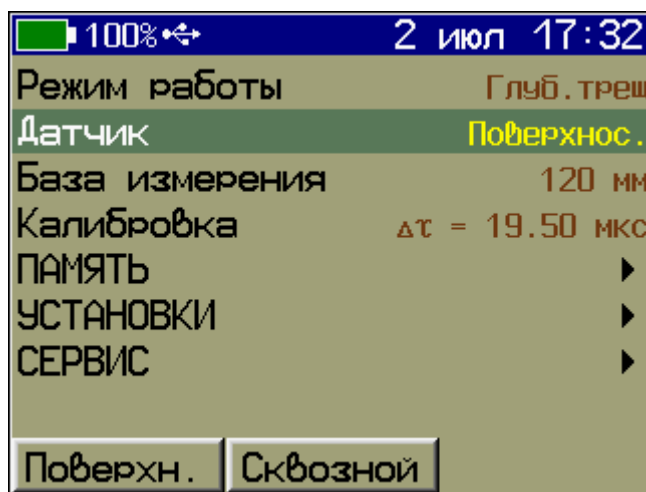 100% 2 июл 17:32
Режим работы Глуб.трещ
Датчик Поверхнос.
База измерения 120 мм
Калибровка Δτ = 19.50 мкс
ПАМЯТЬ
УСТАНОВКИ
СЕРВИС
Поверхн. Сквозной